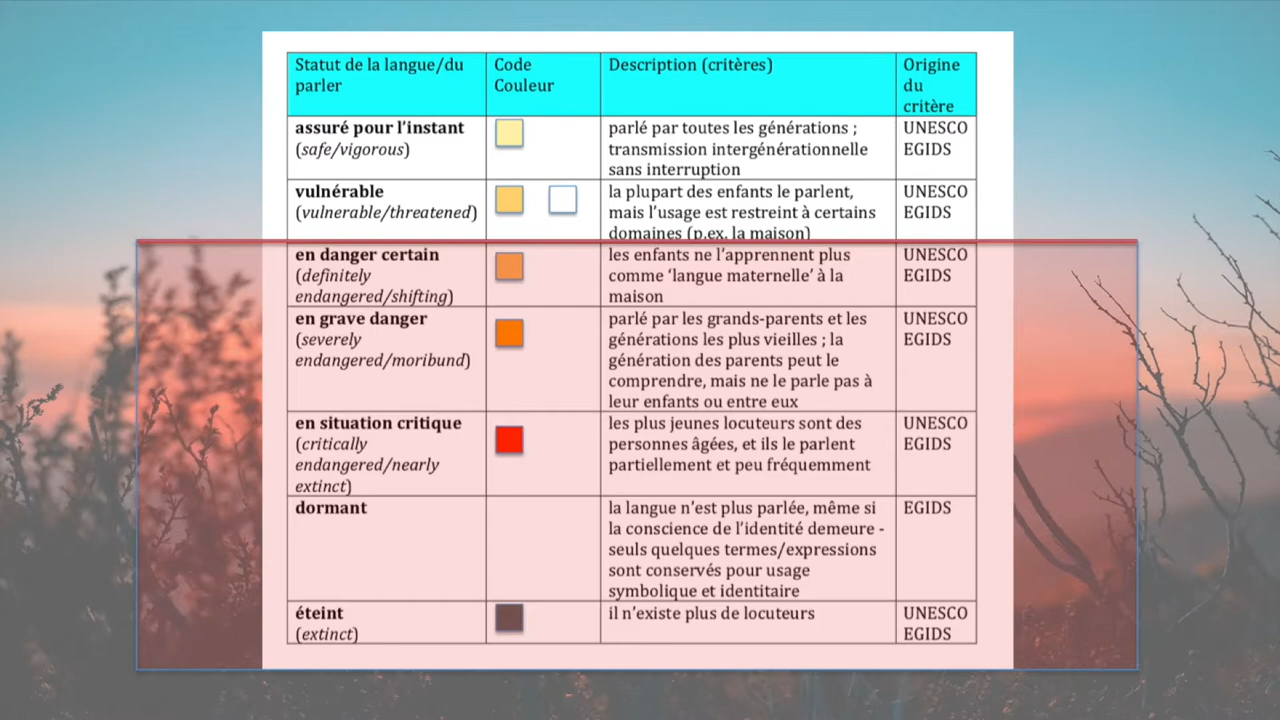 Statut de la langue/du parler
Code Couleur
Description (critères)
Origine du critère
assuré pour l'instant
(safe/vigorous)
parlé par toutes les générations ;
transmission intergénérationnelle
sans interruption
UNESCO
EGIDS
vulnérable
(vulnerable/threatened)
la plupart des enfants le parlent,
mais l'usage est restreint à certains
domaines (p.ex. la maison)
UNESCO
EGIDS
en danger certain
(definitely
endangered/shifting)
les enfants ne l'apprennent plus
comme 'langue maternelle' à la
maison
UNESCO
EGIDS
en grave danger
(severely
endangered/moribund)
parlé par les grands-parents et les
générations les plus vieilles ; la
génération des parents peut le
comprendre, mais ne le parle pas à
leur enfants ou entre eux
UNESCO
EGIDS
en situation critique
(critically
endangered/nearly
extinct)
les plus jeunes locuteurs sont des
personnes âgées, et ils le parlent
partiellement et peu fréquemment
UNESCO
EGIDS
dormant
la langue n'est plus parlée, même si
la conscience de l'identité demeure -
seuls quelques termes/expressions
sont conservés pour usage
symbolique et identitaire
EGIDS
éteint
(extinct)
il n'existe plus de locuteurs
UNESCO
EGIDS